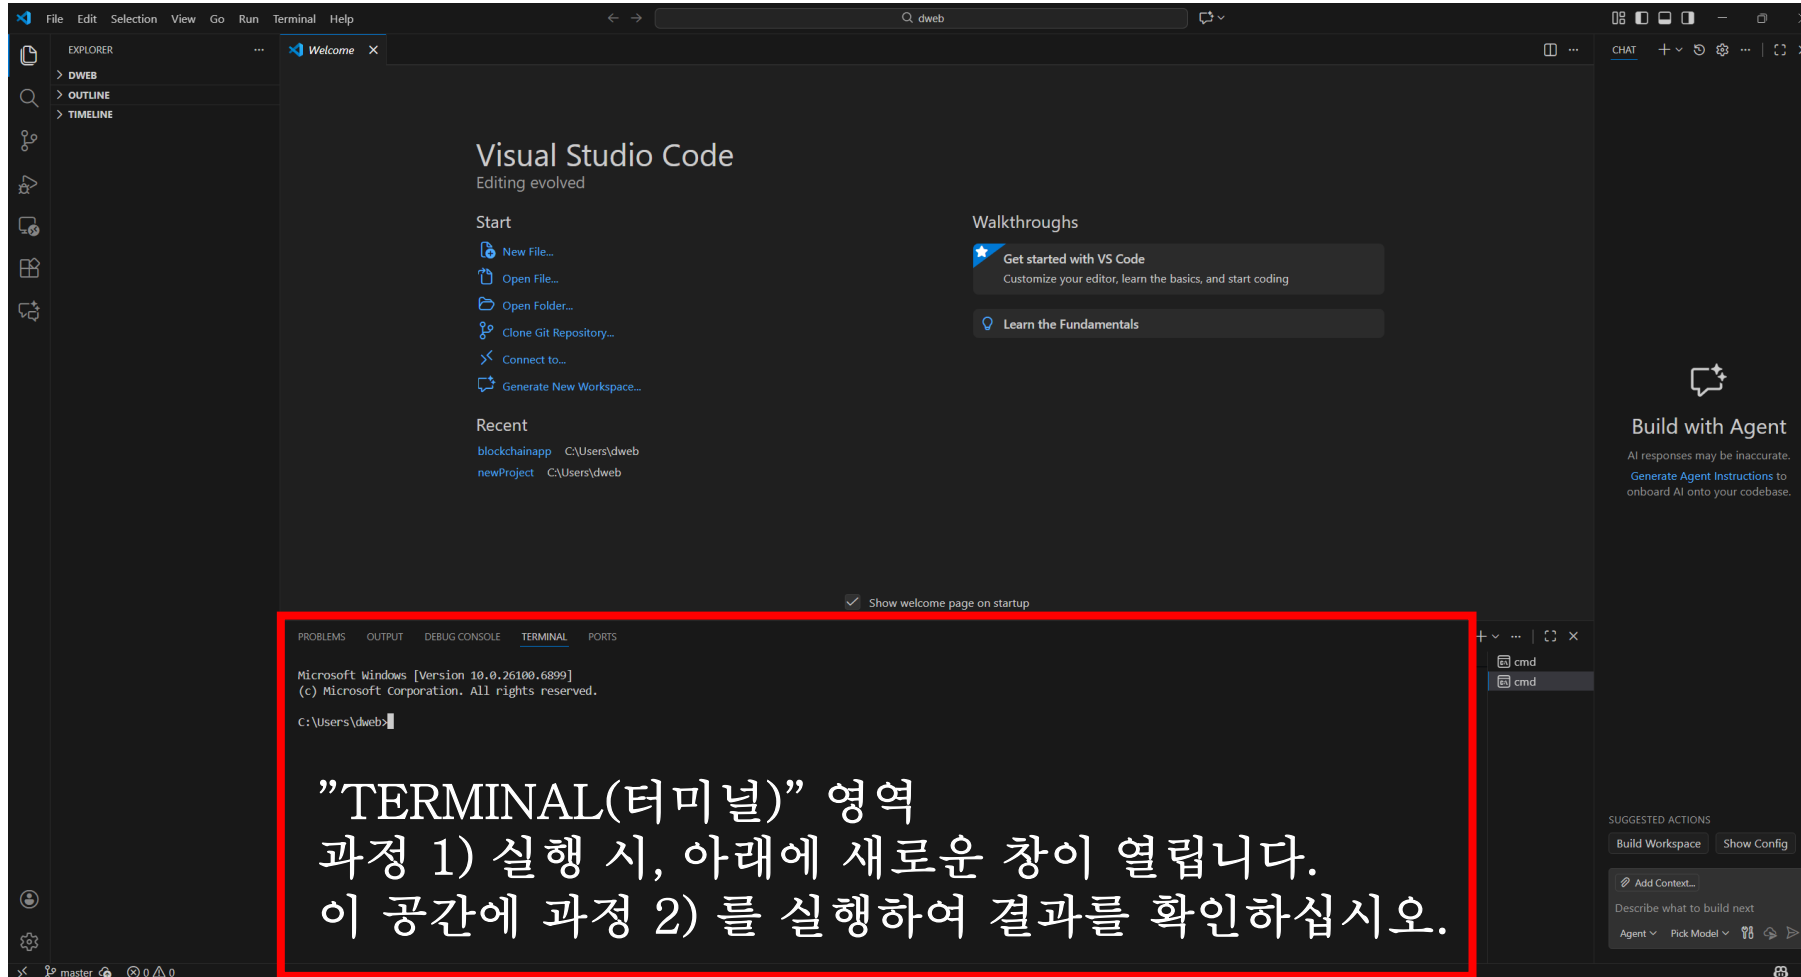 File Edit Selection View Go Run Terminal Help
dweb
EXPLORER
DWEB
OUTLINE
TIMELINE
Welcome
CHAT
Visual Studio Code
Editing evolved
Start
New File...
Open File...
Open Folder...
Clone Git Repository...
Connect to...
Generate New Workspace...
Recent
blockchainapp C:\Users\dweb
newProject C:\Users\dweb
Walkthroughs
Get started with VS Code
Customize your editor, learn the basics, and start coding
Learn the Fundamentals
Show welcome page on startup
Build with Agent
AI responses may be inaccurate.
Generate Agent Instructions to
onboard AI onto your codebase.
PROBLEMS OUTPUT DEBUG CONSOLE TERMINAL PORTS
cmd
cmd
Microsoft Windows [Version 10.0.26100.6899]
(c) Microsoft Corporation. All rights reserved.
C:\Users\dweb>
”TERMINAL(터미널)” 영역
과정 1) 실행 시, 아래에 새로운 창이 열립니다.
이 공간에 과정 2) 를 실행하여 결과를 확인하십시오.
SUGGESTED ACTIONS
Build Workspace Show Config
Add Context...
Describe what to build next
Agent Pick Model
master 0 0